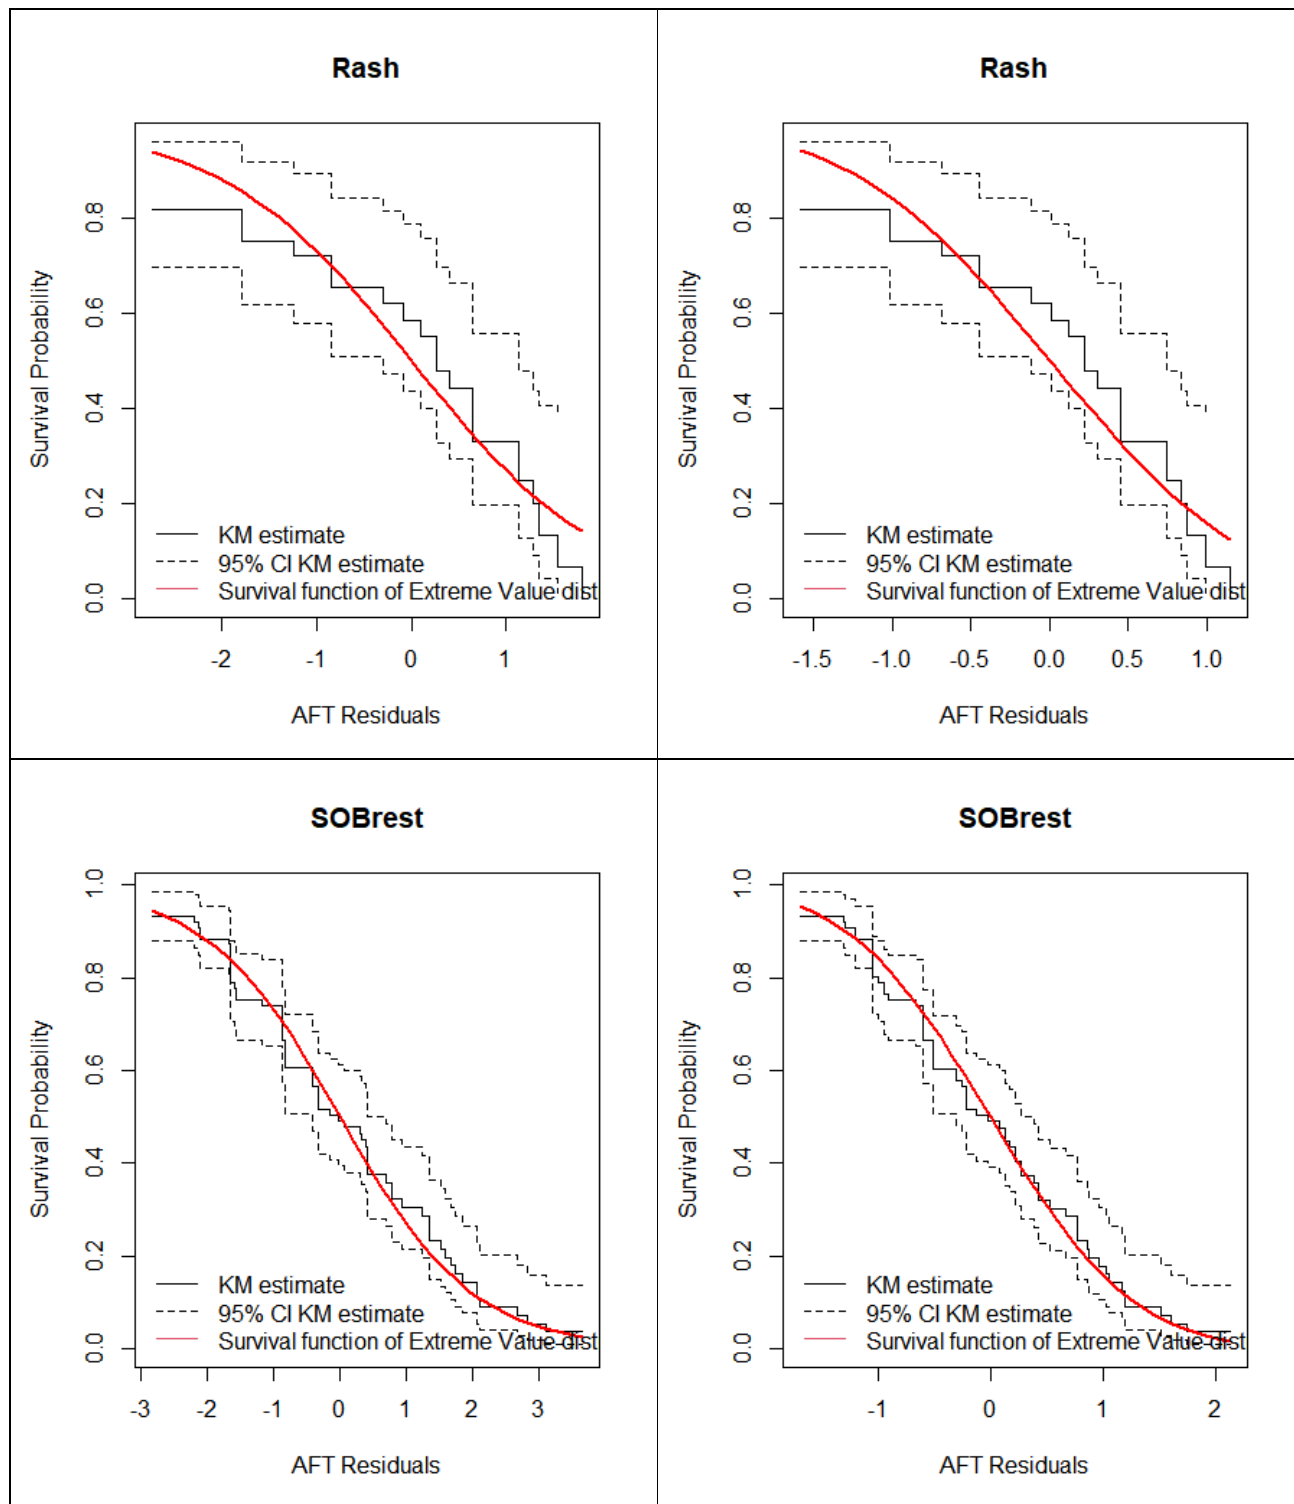 Rash
Survival Probability
0.8
0.6
0.4
0.2
0.0
KM estimate
95% CI KM estimate
Survival function of Extreme Value dist
-2 -1 0 1
AFT Residuals
Rash
Survival Probability
0.8
0.6
0.4
0.2
0.0
KM estimate
95% CI KM estimate
Survival function of Extreme Value dist
-1.5 -1.0 -0.5 0.0 0.5 1.0
AFT Residuals
SOBrest
Survival Probability
1.0
0.8
0.6
0.4
0.2
0.0
KM estimate
95% CI KM estimate
Survival function of Extreme Value dist
-3 -2 -1 0 1 2 3
AFT Residuals
SOBrest
Survival Probability
1.0
0.8
0.6
0.4
0.2
0.0
KM estimate
95% CI KM estimate
Survival function of Extreme Value dist
-1 0 1 2
AFT Residuals